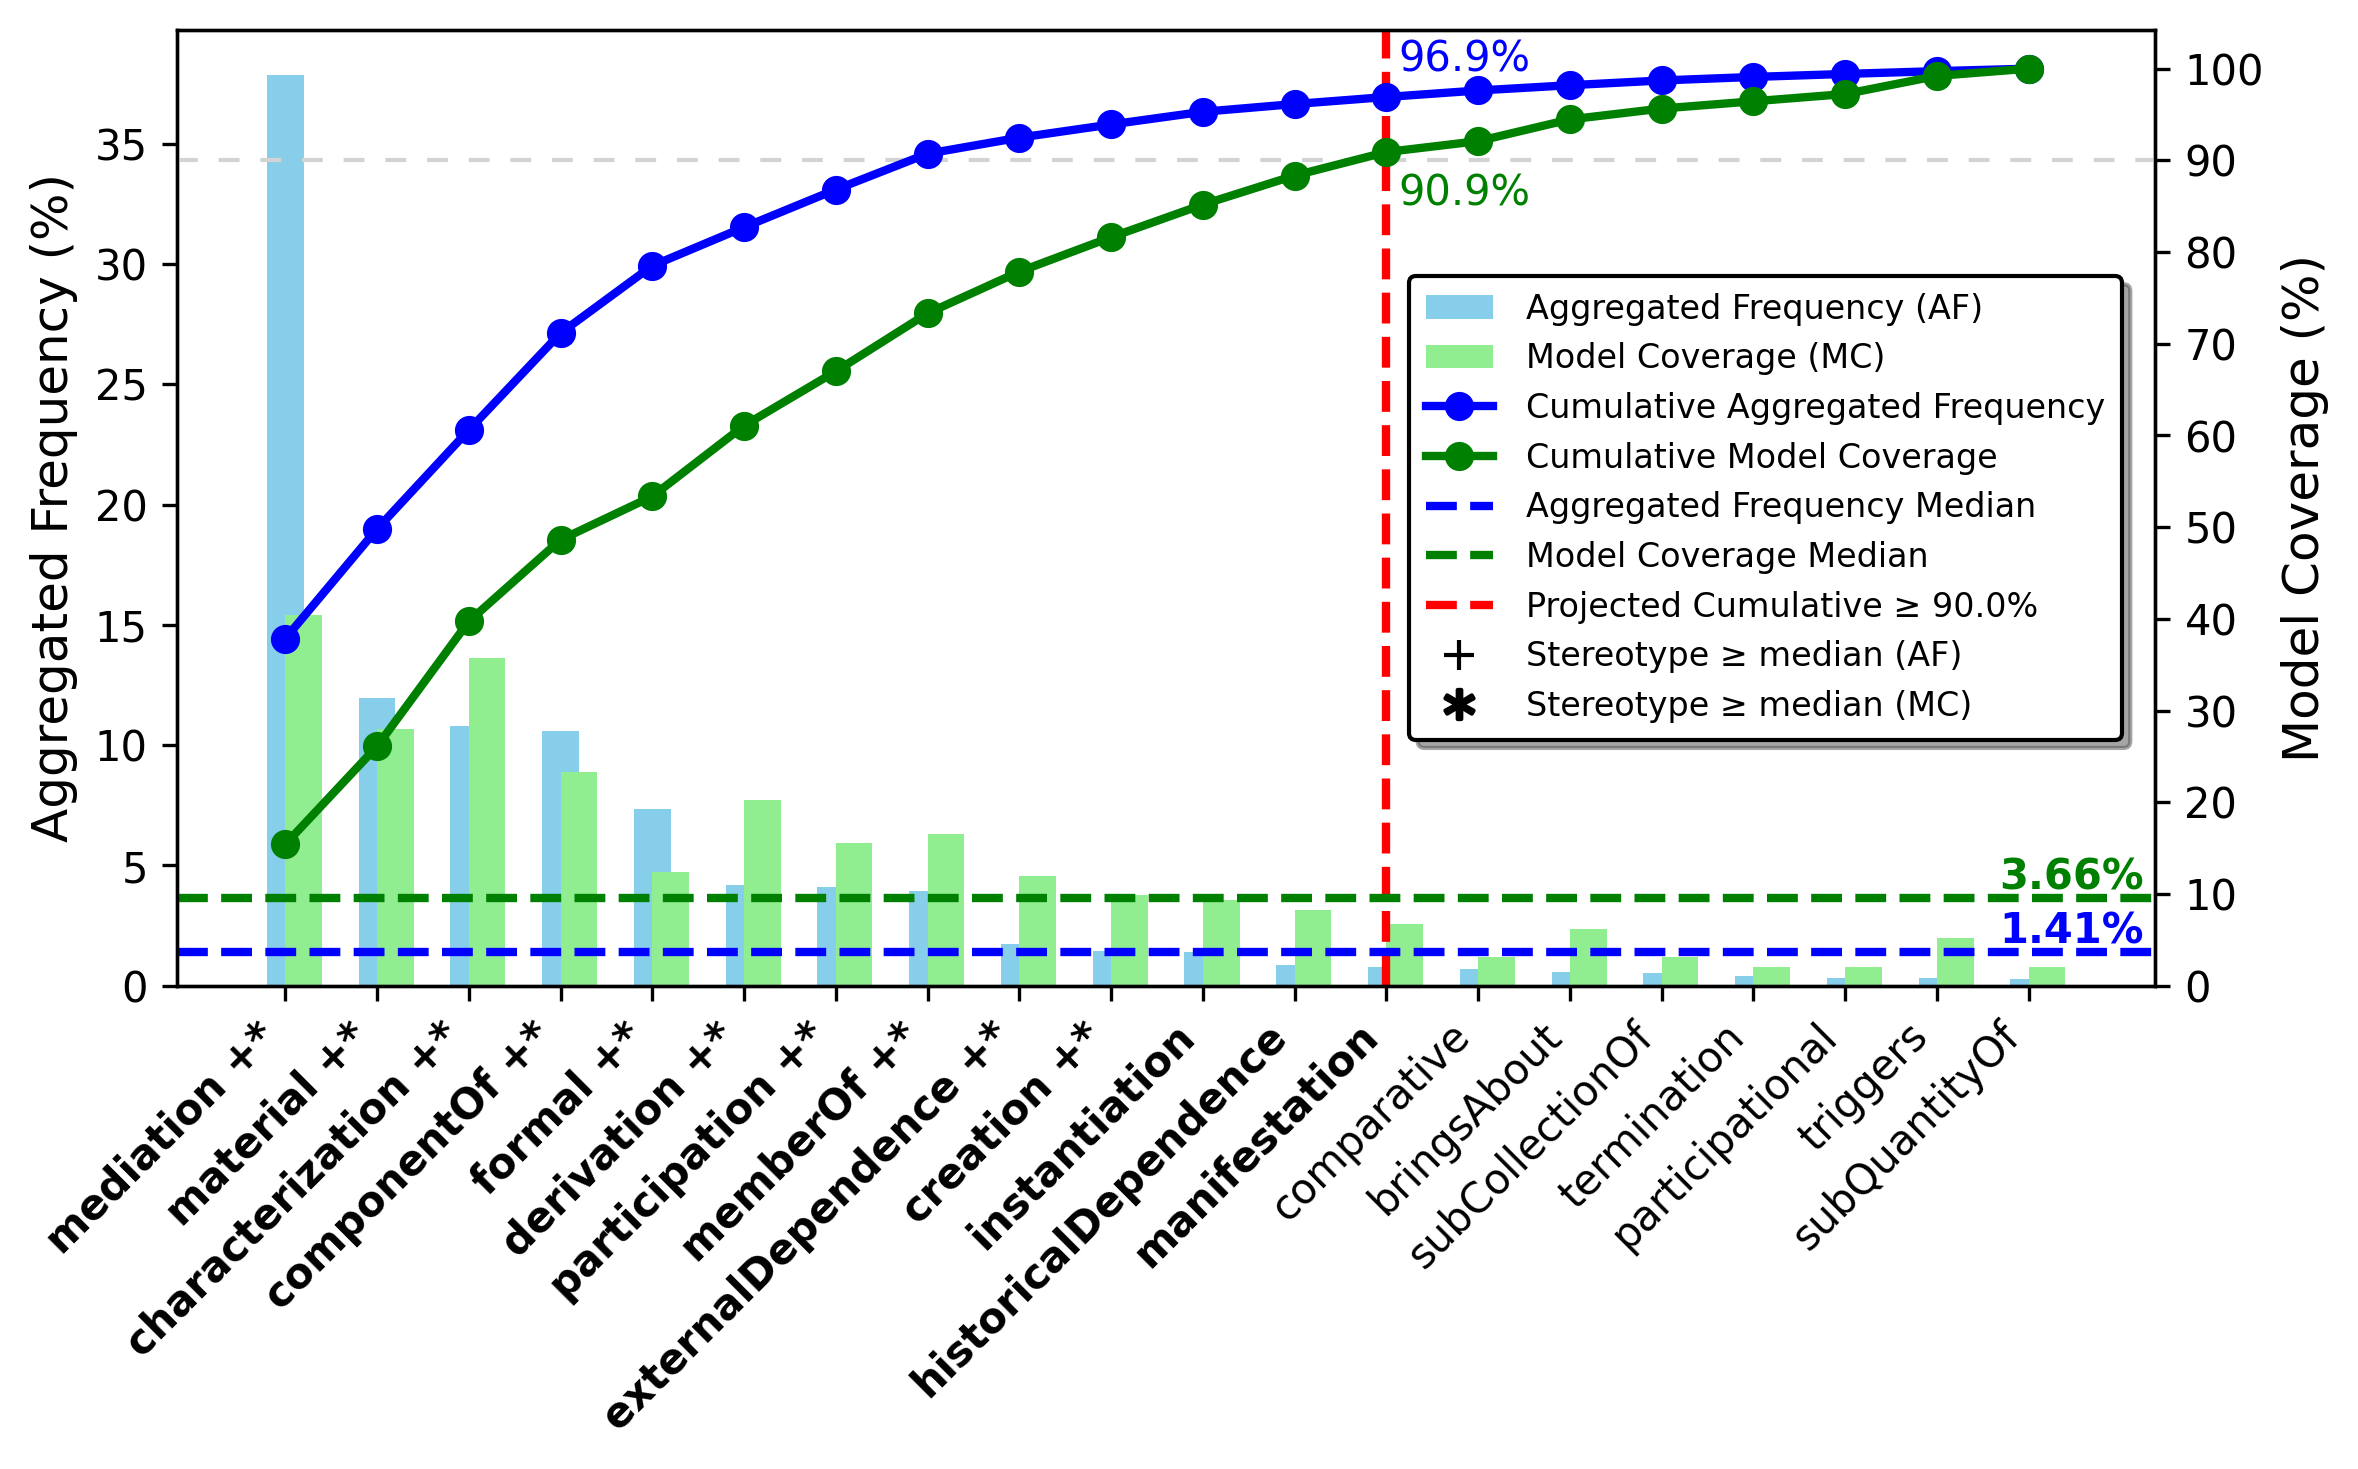 96.9%
90.9%
Aggregated Frequency (%)
35
30
25
20
15
10
5
0
100
90
80
70
60
50
40
30
20
10
0
Model Coverage (%)
Aggregated Frequency (AF)
Model Coverage (MC)
Cumulative Aggregated Frequency
Cumulative Model Coverage
Aggregated Frequency Median
Model Coverage Median
Projected Cumulative ≥ 90.0%
Stereotype ≥ median (AF)
Stereotype ≥ median (MC)
3.66%
1.41%
mediation +*
material +*
characterization +*
componentOf +*
formal +*
derivation +*
participation +*
memberOf +*
externalDependence +*
creation +*
instantiation
historicalDependence
manifestation
comparative
bringsAbout
subCollectionOf
termination
participational
triggers
subQuantityOf